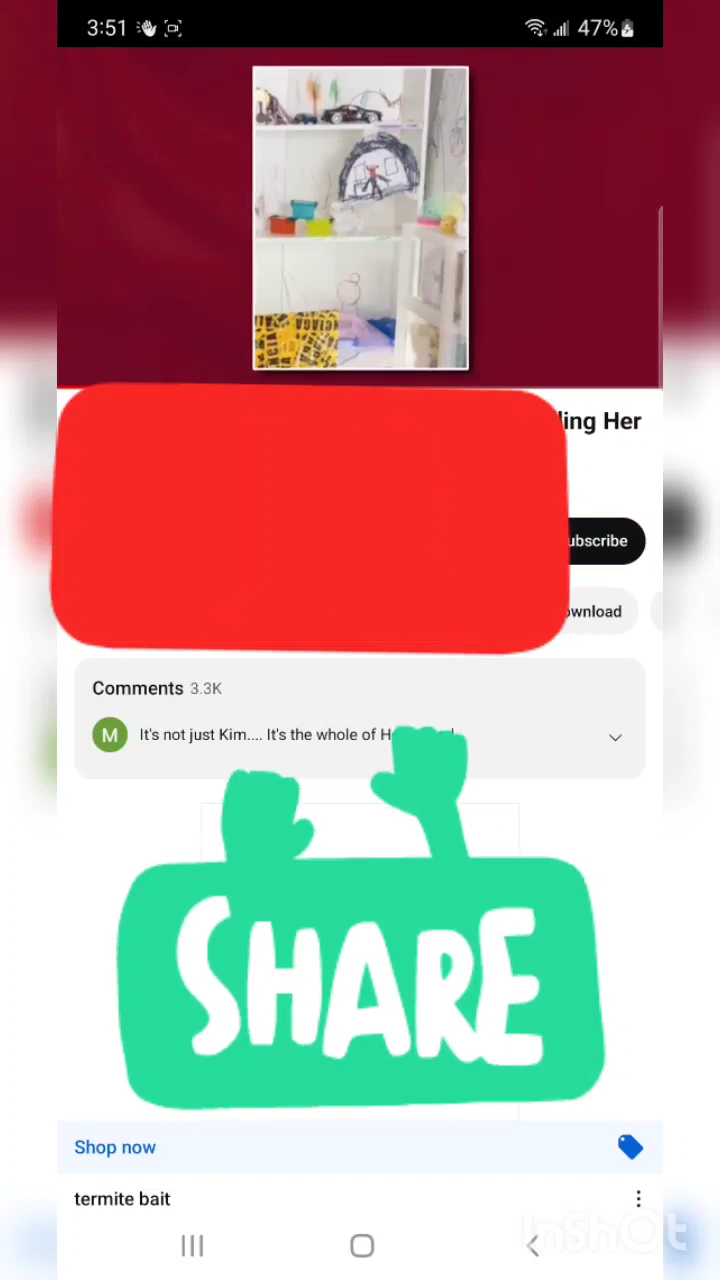 3:51
47%
ling Her
ubscribe
ownload
Comments 3.3K
M
It's not just Kim.... It's the whole of
SHARE
Shop now
termite bait
InShOt